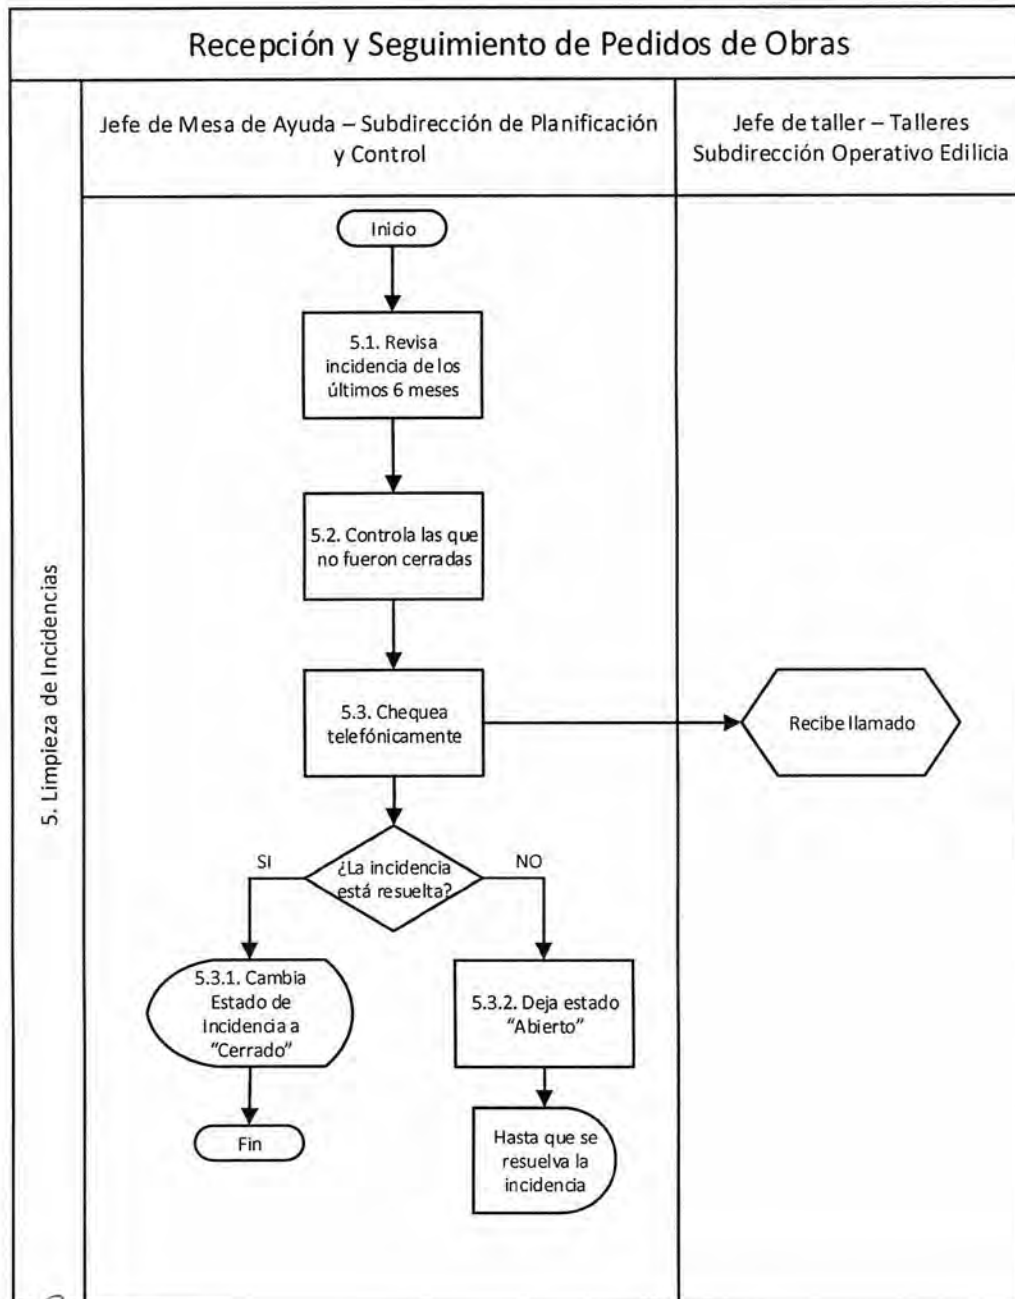 Recepción y Seguimiento de Pedidos de Obras
Jefe de Mesa de Ayuda – Subdirección de Planificación
y Control
Jefe de taller – Talleres
Subdirección Operativo Edilicia
5. Limpieza de Incidencias
Inicio
5.1. Revisa
incidencia de los
últimos 6 meses
5.2. Controla las que
no fueron cerradas
5.3. Chequea
telefónicamente
Recibe llamado
¿La incidencia
está resuelta?
SI
NO
5.3.1. Cambia
Estado de
Incidencia a
"Cerrado"
5.3.2. Deja estado
"Abierto"
Fin
Hasta que se
resuelva la
incidencia